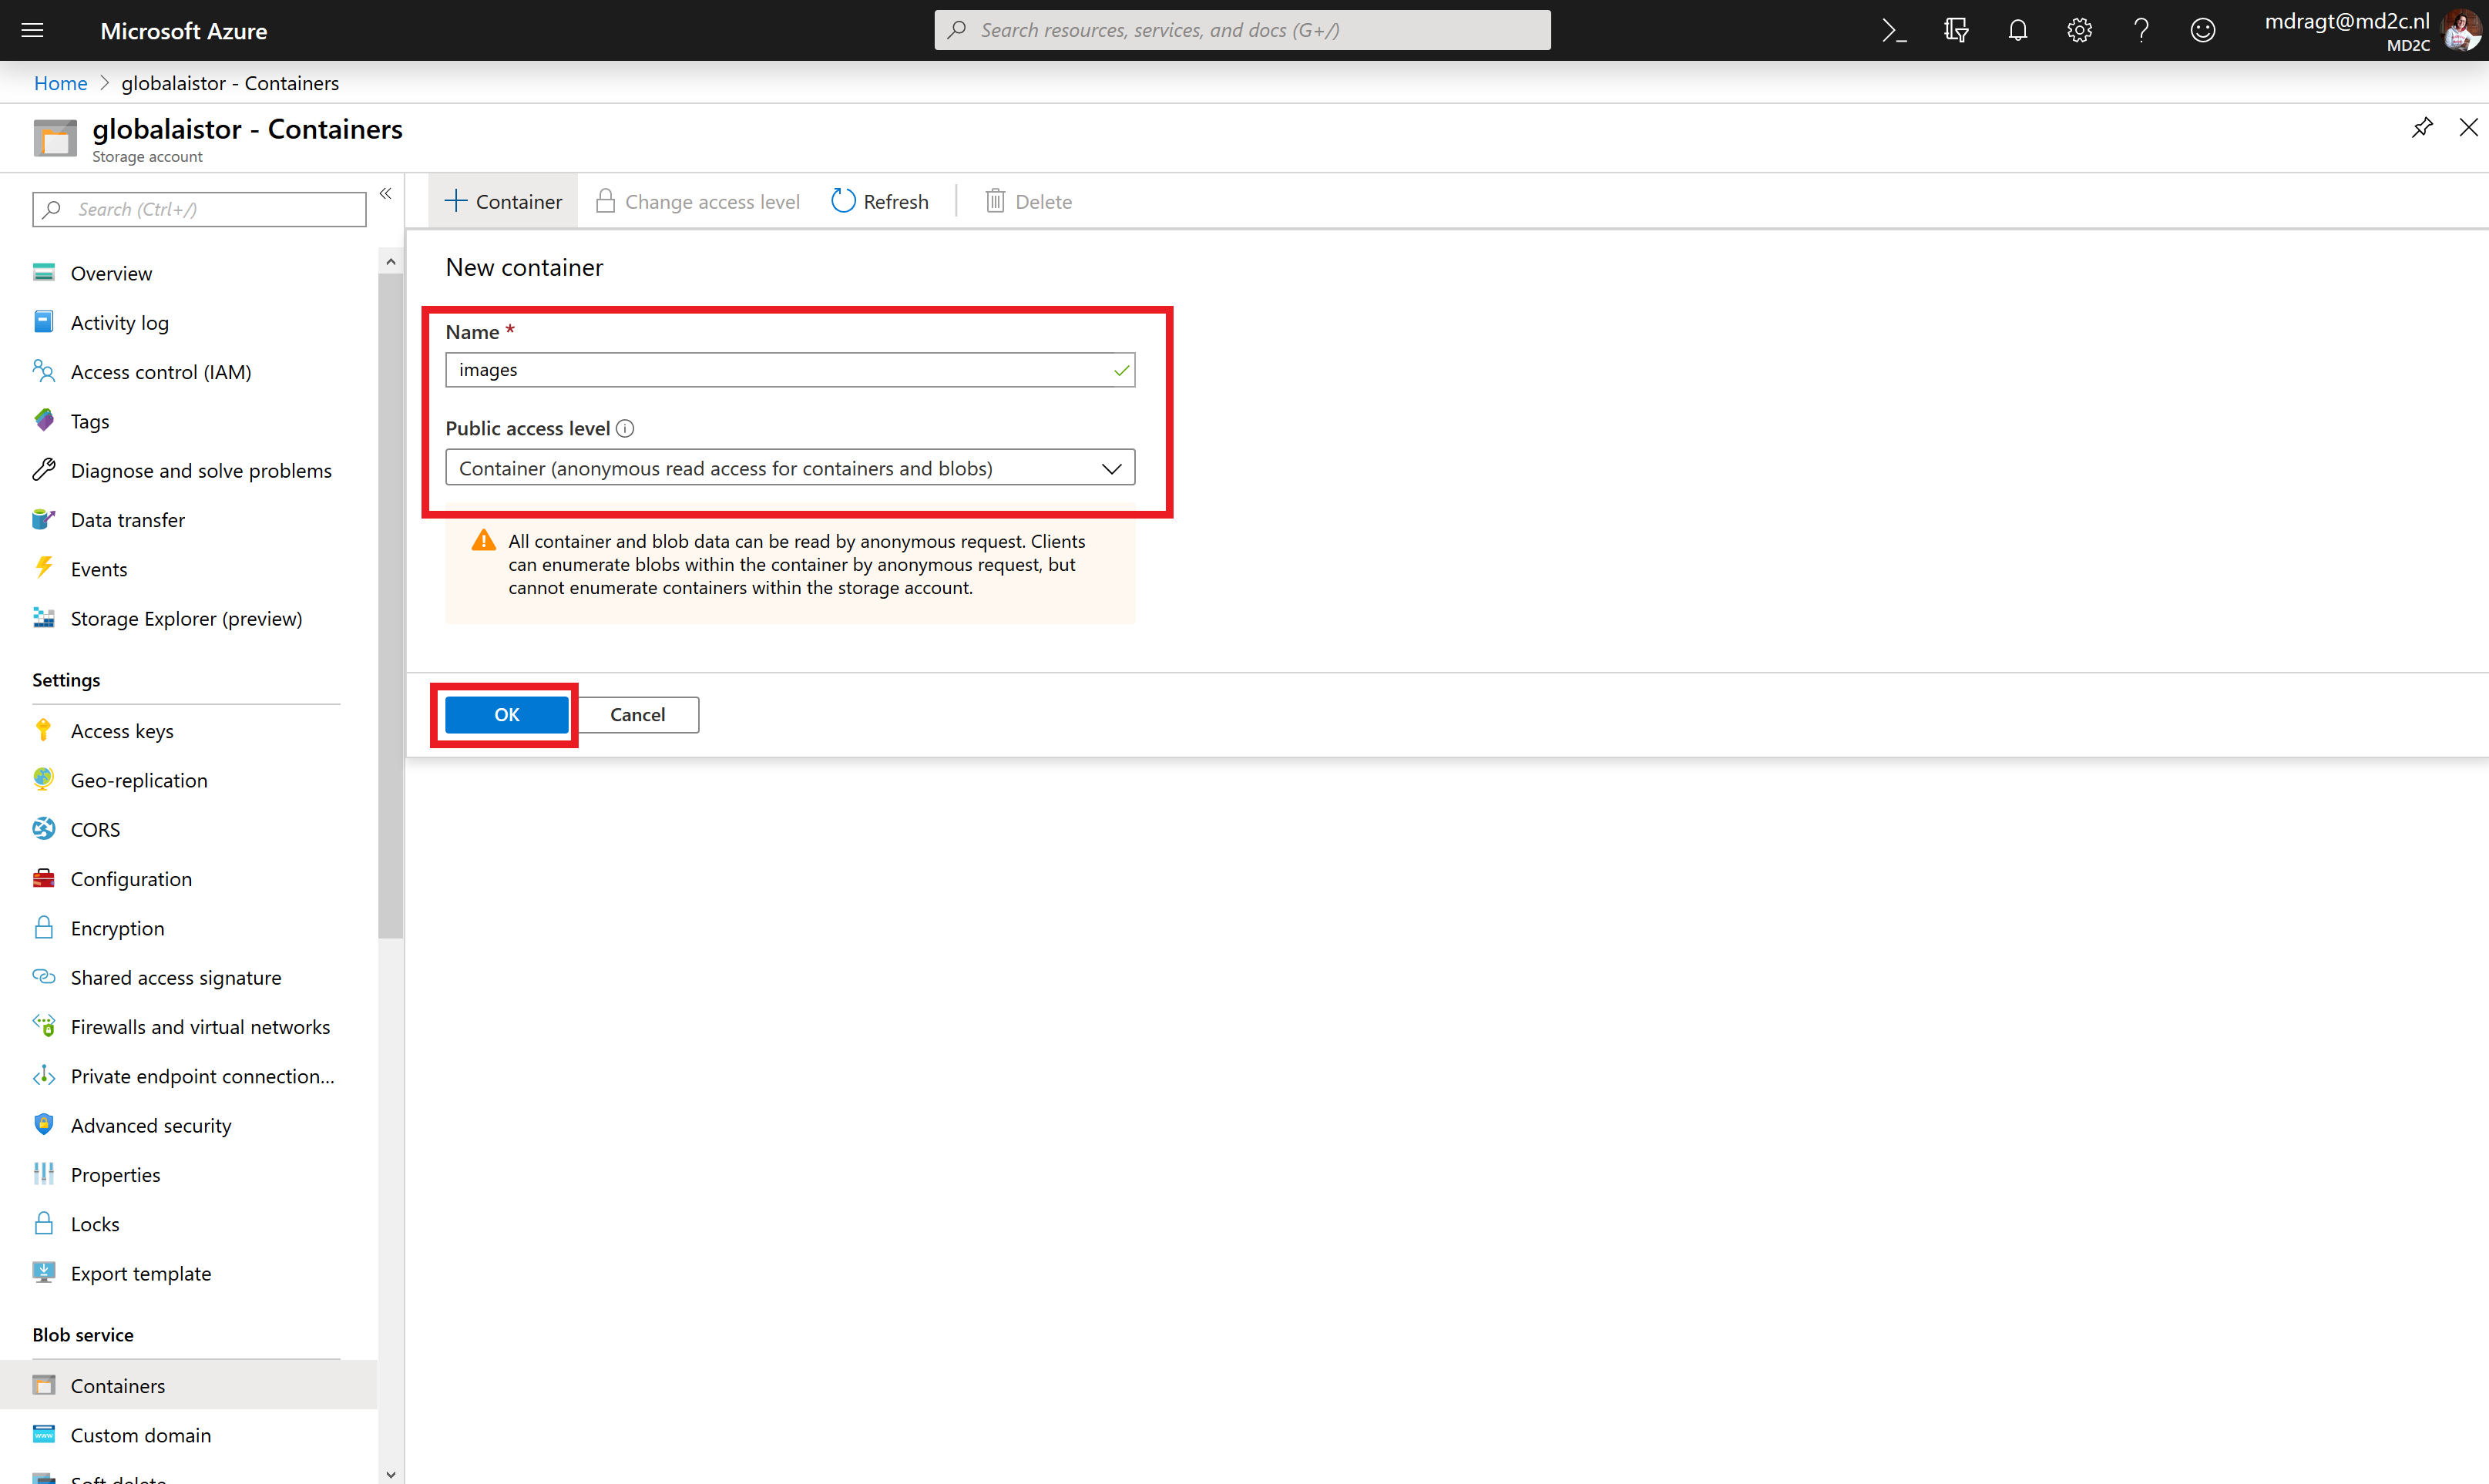 Microsoft Azure
Search resources, services, and docs (G+/)
mdragt@md2c.nl
MD2C
Home > globalaistor - Containers
globalaistor - Containers
Storage account
Search (Ctrl+/)
Container
Change access level
Refresh
Delete
Overview
Activity log
Access control (IAM)
Tags
Diagnose and solve problems
Data transfer
Events
Storage Explorer (preview)
Settings
Access keys
Geo-replication
CORS
Configuration
Encryption
Shared access signature
Firewalls and virtual networks
Private endpoint connection...
Advanced security
Properties
Locks
Export template
Blob service
Containers
Custom domain
Soft delete
New container
Name *
images
Public access level
Container (anonymous read access for containers and blobs)
All container and blob data can be read by anonymous request. Clients
can enumerate blobs within the container by anonymous request, but
cannot enumerate containers within the storage account.
OK
Cancel